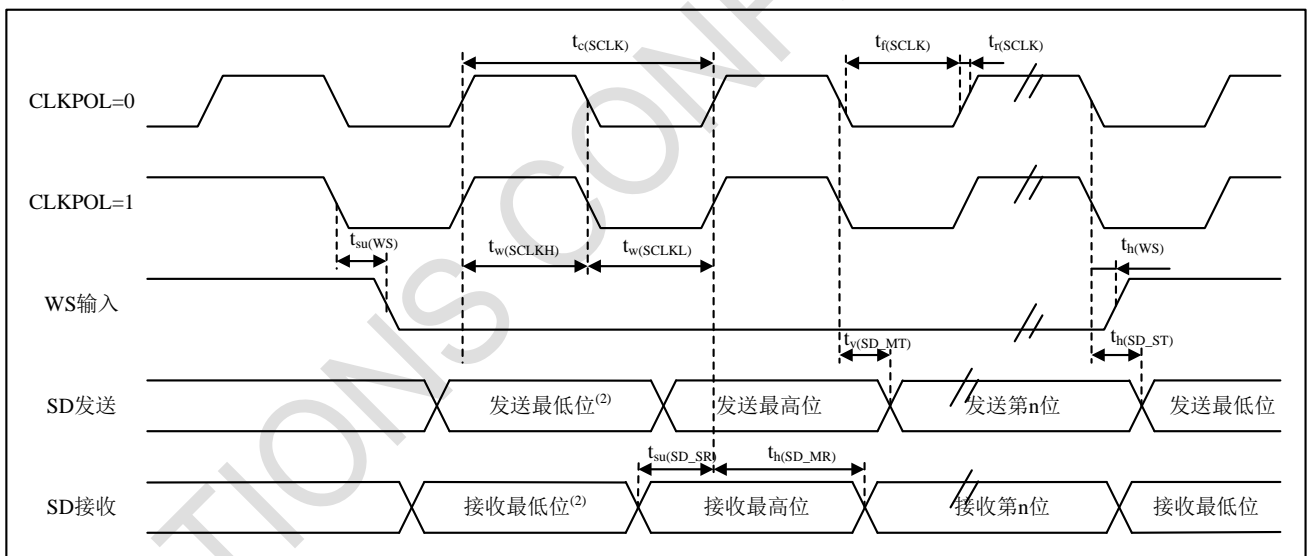 tc(SCLK)
tf(SCLK)
tr(SCLK)
CLKPOL=0
CLKPOL=1
tsu(WS)
tw(SCLKH)
tw(SCLKL)
th(WS)
WS输入
tv(SD_MT)
th(SD_ST)
SD发送
发送最低位(2)
发送最高位
发送第n位
发送最低位
tsu(SD_SR)
th(SD_MR)
SD接收
接收最低位(2)
接收最高位
接收第n位
接收最低位